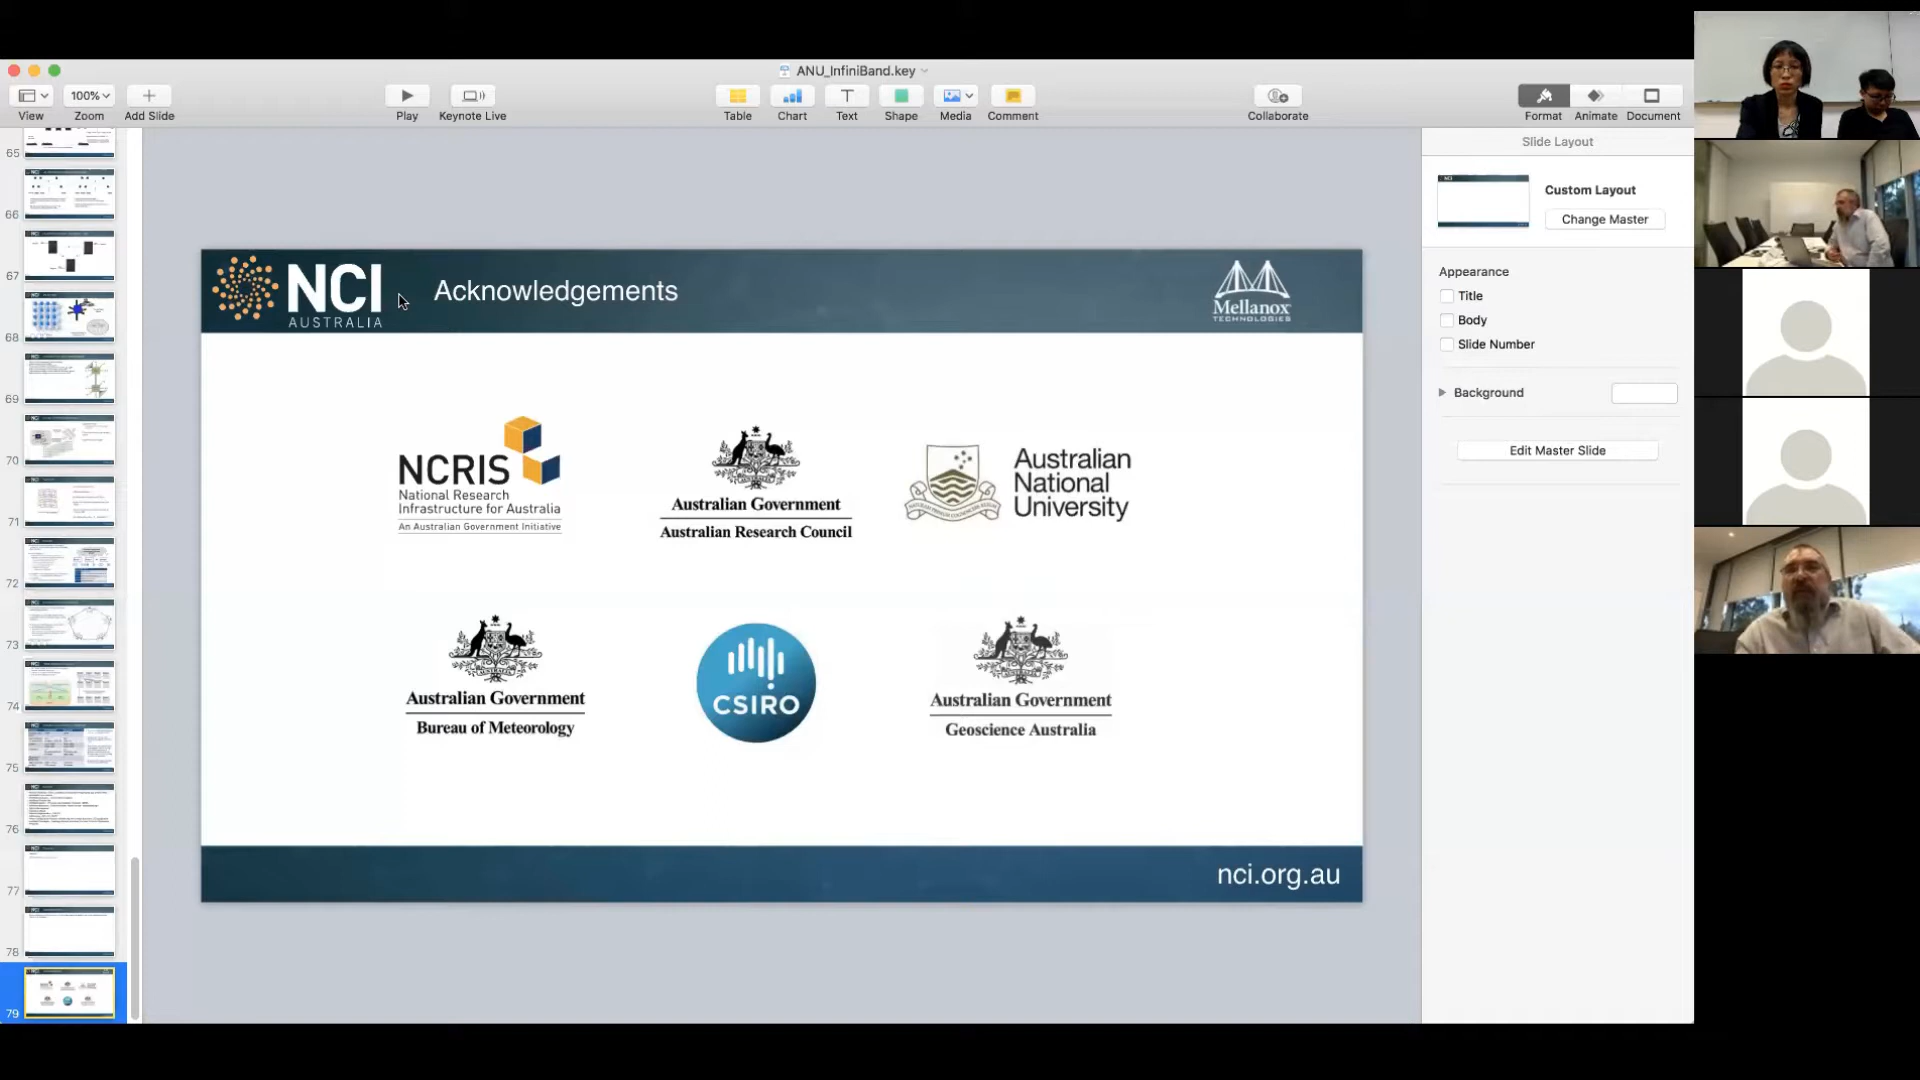 ANU_InfiniBand.key
100%
View
Zoom
Add Slide
Play
Keynote Live
Table
Chart
Text
Shape
Media
Comment
Collaborate
Format
Animate
Document
Slide Layout
Custom Layout
Change Master
Appearance
Title
Body
Slide Number
Background
Edit Master Slide
65
66
67
68
69
70
71
72
73
74
75
76
77
78
79
NCI
AUSTRALIA
Acknowledgements
Mellanox
TECHNOLOGIES
NCRIS
National Research
Infrastructure for Australia
An Australian Government Initiative
Australian Government
Australian Research Council
Australian
National
University
Australian Government
Bureau of Meteorology
CSIRO
Australian Government
Geoscience Australia
nci.org.au